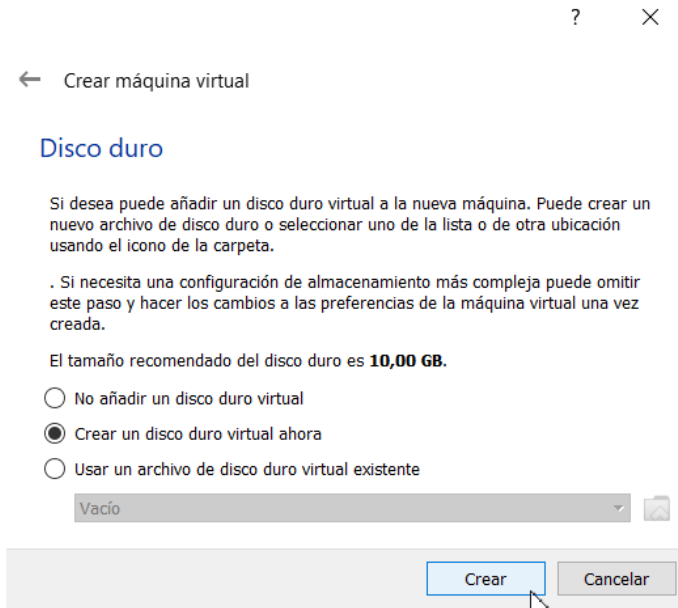 ?
Crear máquina virtual
Disco duro
Si desea puede añadir un disco duro virtual a la nueva máquina. Puede crear un
nuevo archivo de disco duro o seleccionar uno de la lista o de otra ubicación
usando el icono de la carpeta.
. Si necesita una configuración de almacenamiento más compleja puede omitir
este paso y hacer los cambios a las preferencias de la máquina virtual una vez
creada.
El tamaño recomendado del disco duro es 10,00 GB.
No añadir un disco duro virtual
Crear un disco duro virtual ahora
Usar un archivo de disco duro virtual existente
Vacío
Crear Cancelar